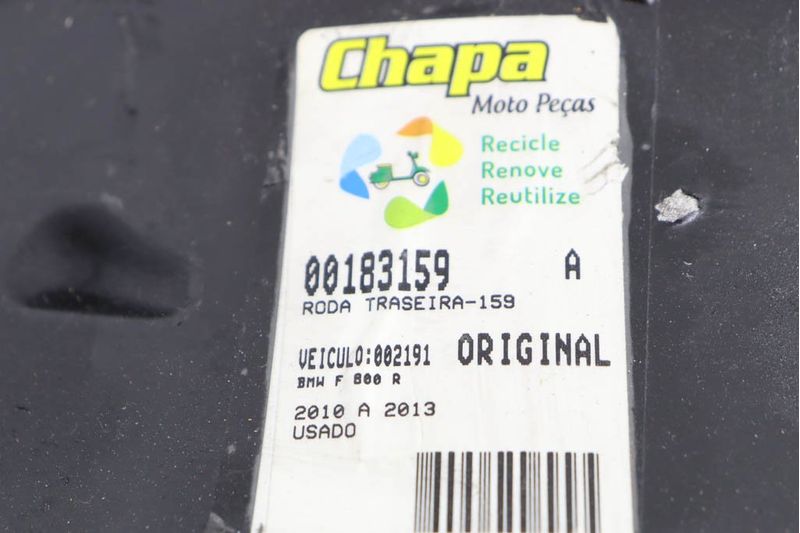 Chapa
Moto Peças
Recicle
Renove
Reutilize
00183159 A
RODA TRASEIRA-159
VEICULO:002191 ORIGINAL
BMW F 800 R
2010 A 2013
USADO